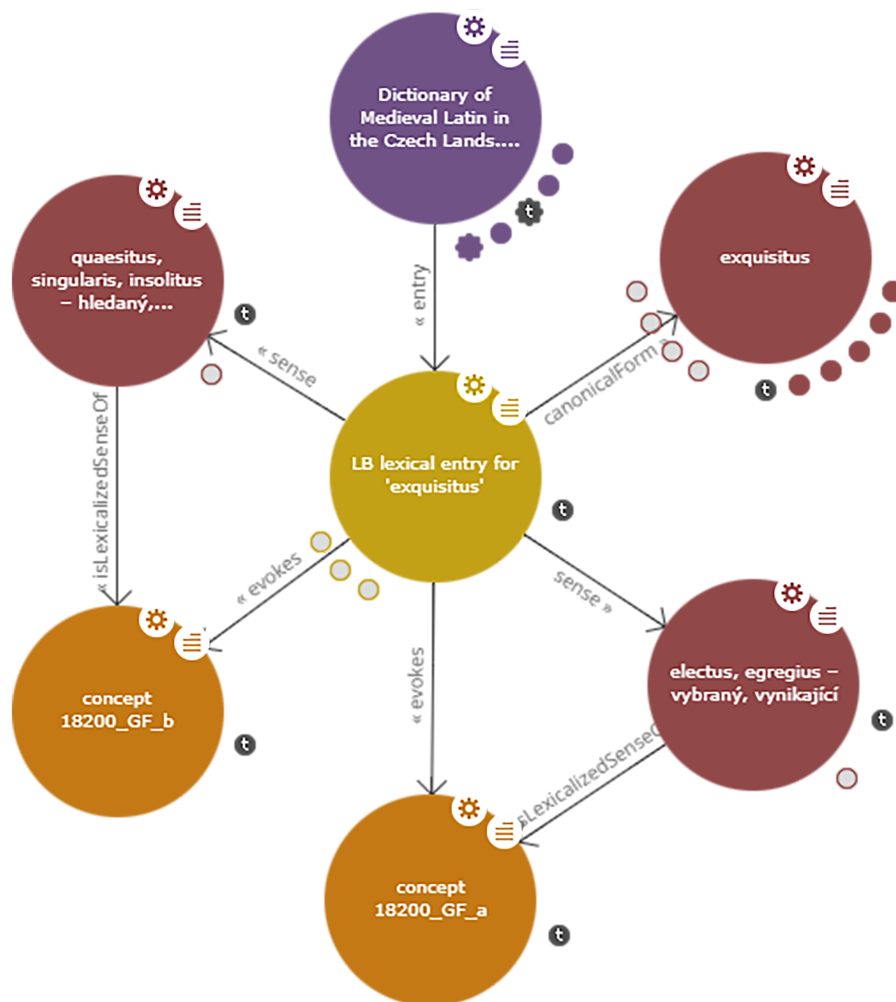 Dictionary of
Medieval Latin in
the Czech Lands....
« entry
quaesitus,
singularis, insolitus
– hledaný,...
t
exquisitus
t
« sense
canonicalForm »
t
LB lexical entry for
'exquisitus'
t
« isLexicalizedSenseOf
« evokes
« evokes
sense »
concept
18200_GF_b
t
electus, egregius –
vybraný, vynikající
t
sLexicalizedSenseO
concept
18200_GF_a
t